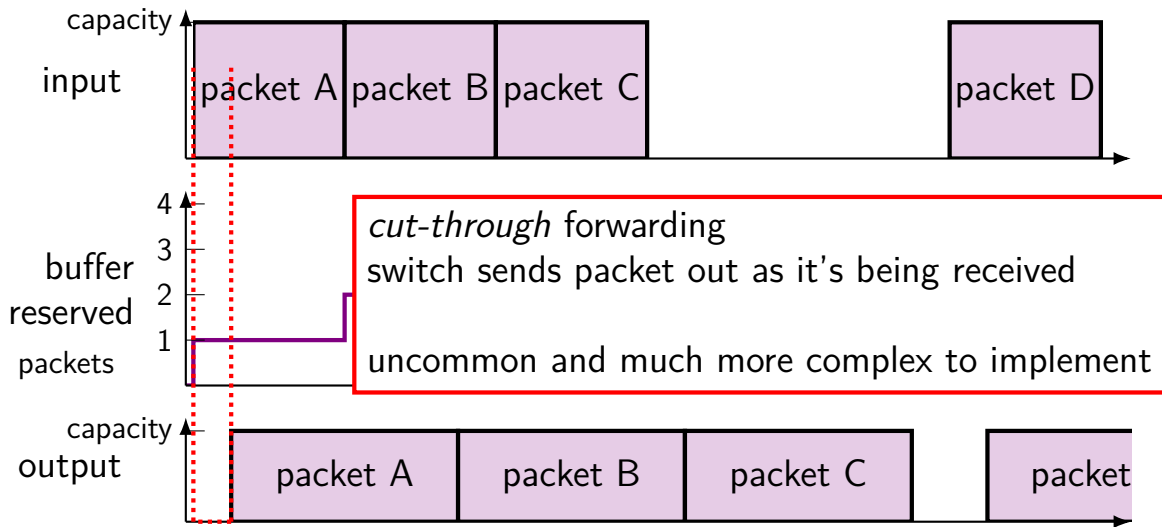 capacity
input
packet A
packet B
packet C
packet D
4
3
2
1
buffer
reserved
packets
cut-through forwarding
switch sends packet out as it's being received
uncommon and much more complex to implement
capacity
output
packet A
packet B
packet C
packet